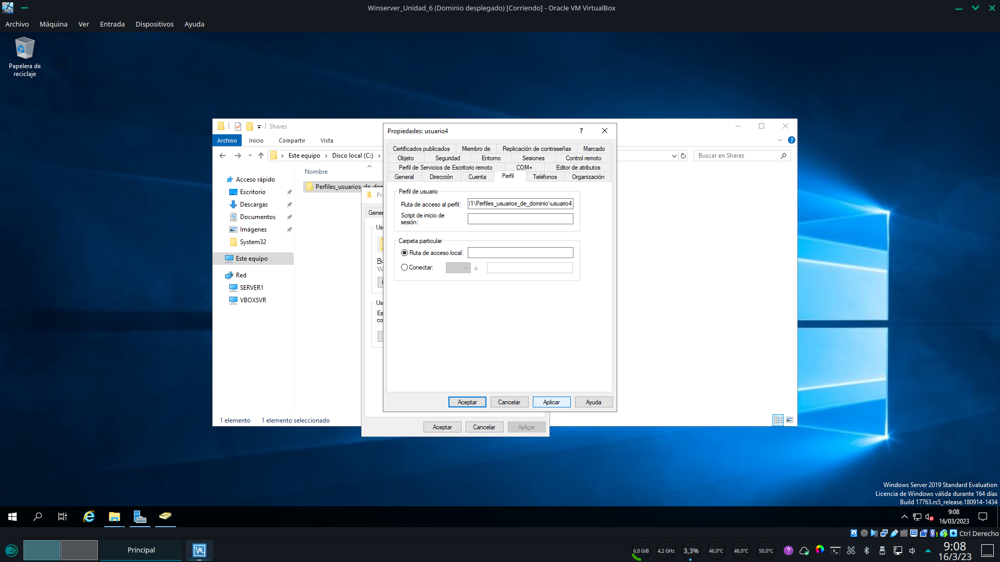 Winserver_Unidad_6 (Dominio desplegado) [Corriendo] - Oracle VM VirtualBox
Archivo Máquina Ver Entrada Dispositivos Ayuda
Papelera de
reciclaje
Shares
Archivo Inicio Compartir Vista
Este equipo > Disco local (C:) >
Buscar en Shares
Nombre
Perfiles_usuarios_de_dom
Acceso rápido
Escritorio
Descargas
Documentos
Imágenes
System32
Este equipo
Red
SERVER1
VBOXSVR
1 elemento 1 elemento seleccionado
Propiedades: usuario4
Certificados publicados Miembro de Replicación de contraseñas Marcado
Objeto Seguridad Entorno Sesiones Control remoto
Perfil de Servicios de Escritorio remoto COM+ Editor de atributos
General Dirección Cuenta Perfil Teléfonos Organización
Perfil de usuario
Ruta de acceso al perfil: 1\Perfiles_usuarios_de_dominio\usuario4
Script de inicio de
sesión:
Carpeta particular
Ruta de acceso local:
Conectar: a:
Aceptar Cancelar Aplicar Ayuda
Aceptar Cancelar Aplicar
Windows Server 2019 Standard Evaluation
Licencia de Windows válida durante 164 días
Build 17763.rs5_release.180914-1434
9:08
16/03/2023
Ctrl Derecho
Principal
6,0 GiB 4,2 GHz 3,3% 46,0°C 48,0°C 50,0°C
9:08
16/3/23